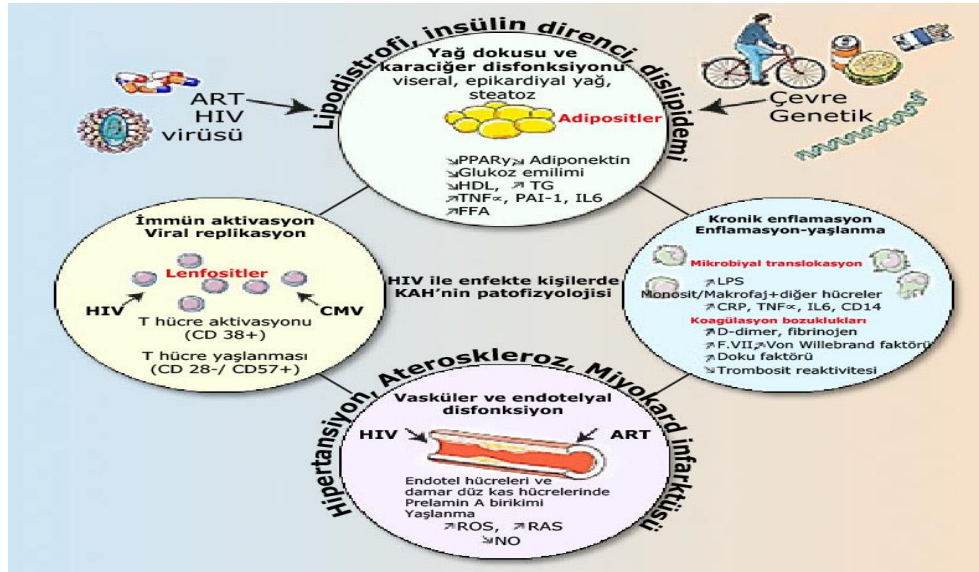 Lipodistrofi, insülin direnci, dislipidemi
Yağ dokusu ve
karaciğer disfonksiyonu
viseral, epikardiyal yağ,
steatoz
Adipositler
↘PPARγ↘ Adiponektin
↘Glukoz emilimi
↘HDL, ↗ TG
↗TNF∝, PAI-1, IL6
↗FFA
ART
HIV
virüsü
Çevre
Genetik
İmmün aktivasyon
Viral replikasyon
Lenfositler
HIV
CMV
T hücre aktivasyonu
(CD 38+)
T hücre yaşlanması
(CD 28-/ CD57+)
HIV ile enfekte kişilerde
KAH’nin patofizyolojisi
Kronik enflamasyon
Enflamasyon-yaşlanma
Mikrobiyal translokasyon
↗LPS
Monosit/Makrofaj+diğer hücreler
↗CRP, TNF∝, IL6, CD14
Koagülasyon bozuklukları
↗D-dimer, fibrinojen
↗F.VII,↗Von Willebrand faktörü
↗Doku faktörü
↘Trombosit reaktivitesi
Hipertansiyon, Ateroskleroz, Miyokard infarktüsü
Vasküler ve endotelyal
disfonksiyon
HIV
ART
Endotel hücreleri ve
damar düz kas hücrelerinde
Prelamin A birikimi
Yaşlanma
↗ROS, ↗RAS
↘NO